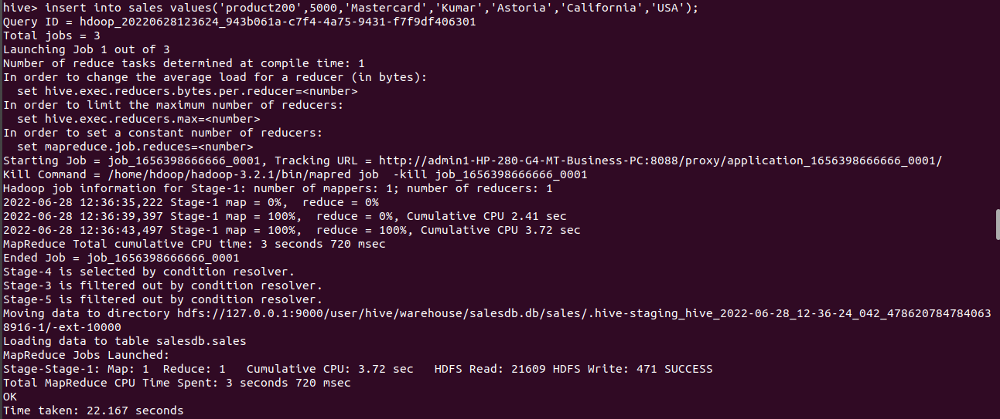 hive> insert into sales values('product200',5000,'Mastercard','Kumar','Astoria','California','USA');
Query ID = hdoop_20220628123624_943b061a-c7f4-4a75-9431-f7f9df406301
Total jobs = 3
Launching Job 1 out of 3
Number of reduce tasks determined at compile time: 1
In order to change the average load for a reducer (in bytes):
  set hive.exec.reducers.bytes.per.reducer=<number>
In order to limit the maximum number of reducers:
  set hive.exec.reducers.max=<number>
In order to set a constant number of reducers:
  set mapreduce.job.reduces=<number>
Starting Job = job_1656398666666_0001, Tracking URL = http://admin1-HP-280-G4-MT-Business-PC:8088/proxy/application_1656398666666_0001/
Kill Command = /home/hdoop/hadoop-3.2.1/bin/mapred job  -kill job_1656398666666_0001
Hadoop job information for Stage-1: number of mappers: 1; number of reducers: 1
2022-06-28 12:36:35,222 Stage-1 map = 0%,  reduce = 0%
2022-06-28 12:36:39,397 Stage-1 map = 100%,  reduce = 0%, Cumulative CPU 2.41 sec
2022-06-28 12:36:43,497 Stage-1 map = 100%,  reduce = 100%, Cumulative CPU 3.72 sec
MapReduce Total cumulative CPU time: 3 seconds 720 msec
Ended Job = job_1656398666666_0001
Stage-4 is selected by condition resolver.
Stage-3 is filtered out by condition resolver.
Stage-5 is filtered out by condition resolver.
Moving data to directory hdfs://127.0.0.1:9000/user/hive/warehouse/salesdb.db/sales/.hive-staging_hive_2022-06-28_12-36-24_042_478620784784063
8916-1/-ext-10000
Loading data to table salesdb.sales
MapReduce Jobs Launched:
Stage-Stage-1: Map: 1  Reduce: 1   Cumulative CPU: 3.72 sec   HDFS Read: 21609 HDFS Write: 471 SUCCESS
Total MapReduce CPU Time Spent: 3 seconds 720 msec
OK
Time taken: 22.167 seconds